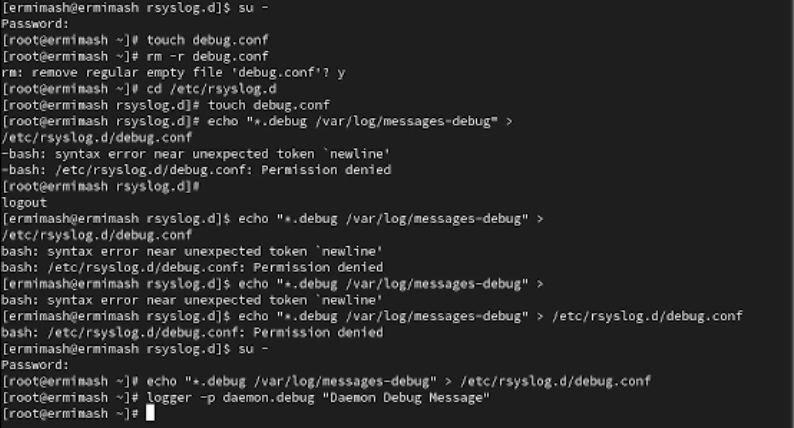 [ermimash@ermimash rsyslog.d]$ su -
Password:
[root@ermimash ~]# touch debug.conf
[root@ermimash ~]# rm -r debug.conf
rm: remove regular empty file 'debug.conf'? y
[root@ermimash ~]# cd /etc/rsyslog.d
[root@ermimash rsyslog.d]# touch debug.conf
[root@ermimash rsyslog.d]# echo "*.debug /var/log/messages-debug" >
/etc/rsyslog.d/debug.conf
-bash: syntax error near unexpected token `newline'
-bash: /etc/rsyslog.d/debug.conf: Permission denied
[root@ermimash rsyslog.d]#
logout
[ermimash@ermimash rsyslog.d]$ echo "*.debug /var/log/messages-debug" >
/etc/rsyslog.d/debug.conf
bash: syntax error near unexpected token `newline'
bash: /etc/rsyslog.d/debug.conf: Permission denied
[ermimash@ermimash rsyslog.d]$ echo "*.debug /var/log/messages-debug" >
bash: syntax error near unexpected token `newline'
[ermimash@ermimash rsyslog.d]$ echo "*.debug /var/log/messages-debug" > /etc/rsyslog.d/debug.conf
bash: /etc/rsyslog.d/debug.conf: Permission denied
[ermimash@ermimash rsyslog.d]$ su -
Password:
[root@ermimash ~]# echo "*.debug /var/log/messages-debug" > /etc/rsyslog.d/debug.conf
[root@ermimash ~]# logger -p daemon.debug "Daemon Debug Message"
[root@ermimash ~]#